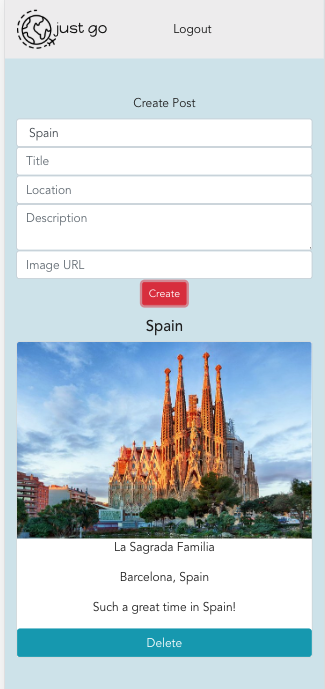 just go
Logout
Create Post
Spain
Title
Location
Description
Image URL
Create
Spain
La Sagrada Familia
Barcelona, Spain
Such a great time in Spain!
Delete